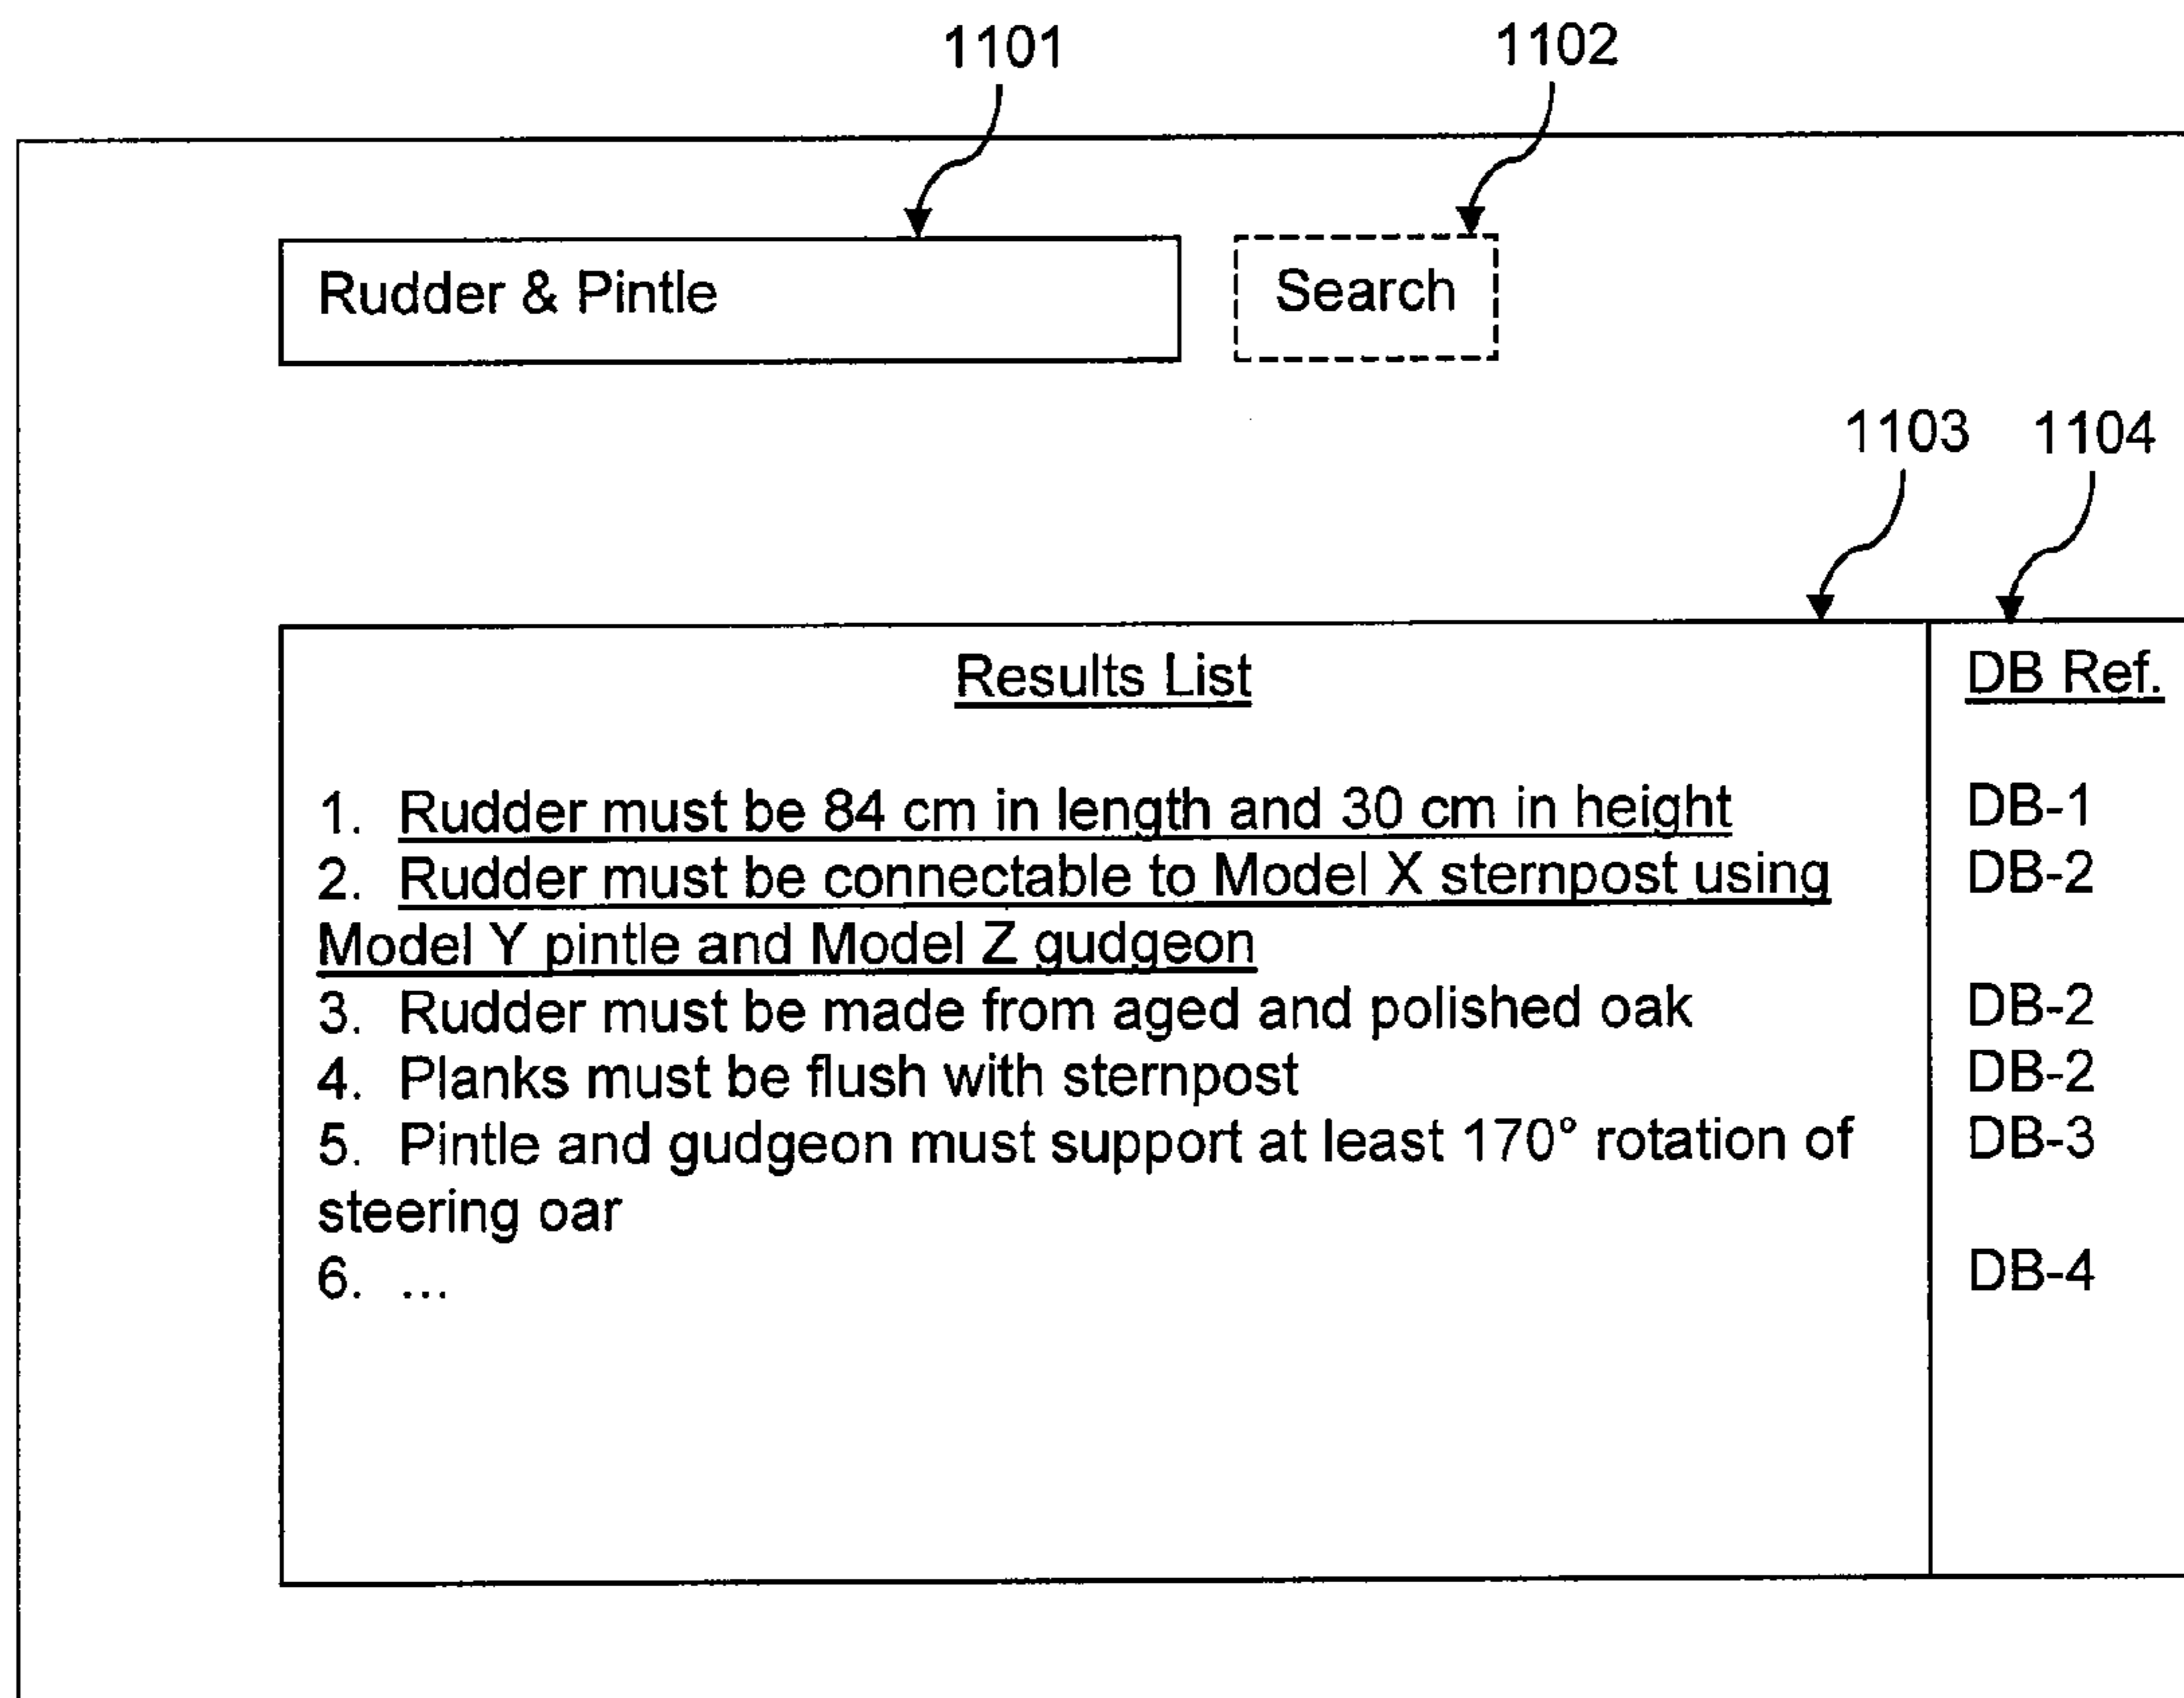 1101
1102
Rudder & Pintle
Search
1103
1104
Results List
DB Ref.
1. Rudder must be 84 cm in length and 30 cm in height
DB-1
2. Rudder must be connectable to Model X sternpost using
DB-2
Model Y pintle and Model Z gudgeon
3. Rudder must be made from aged and polished oak
DB-2
4. Planks must be flush with sternpost
DB-2
5. Pintle and gudgeon must support at least 170° rotation of
DB-3
steering oar
6. ...
DB-4